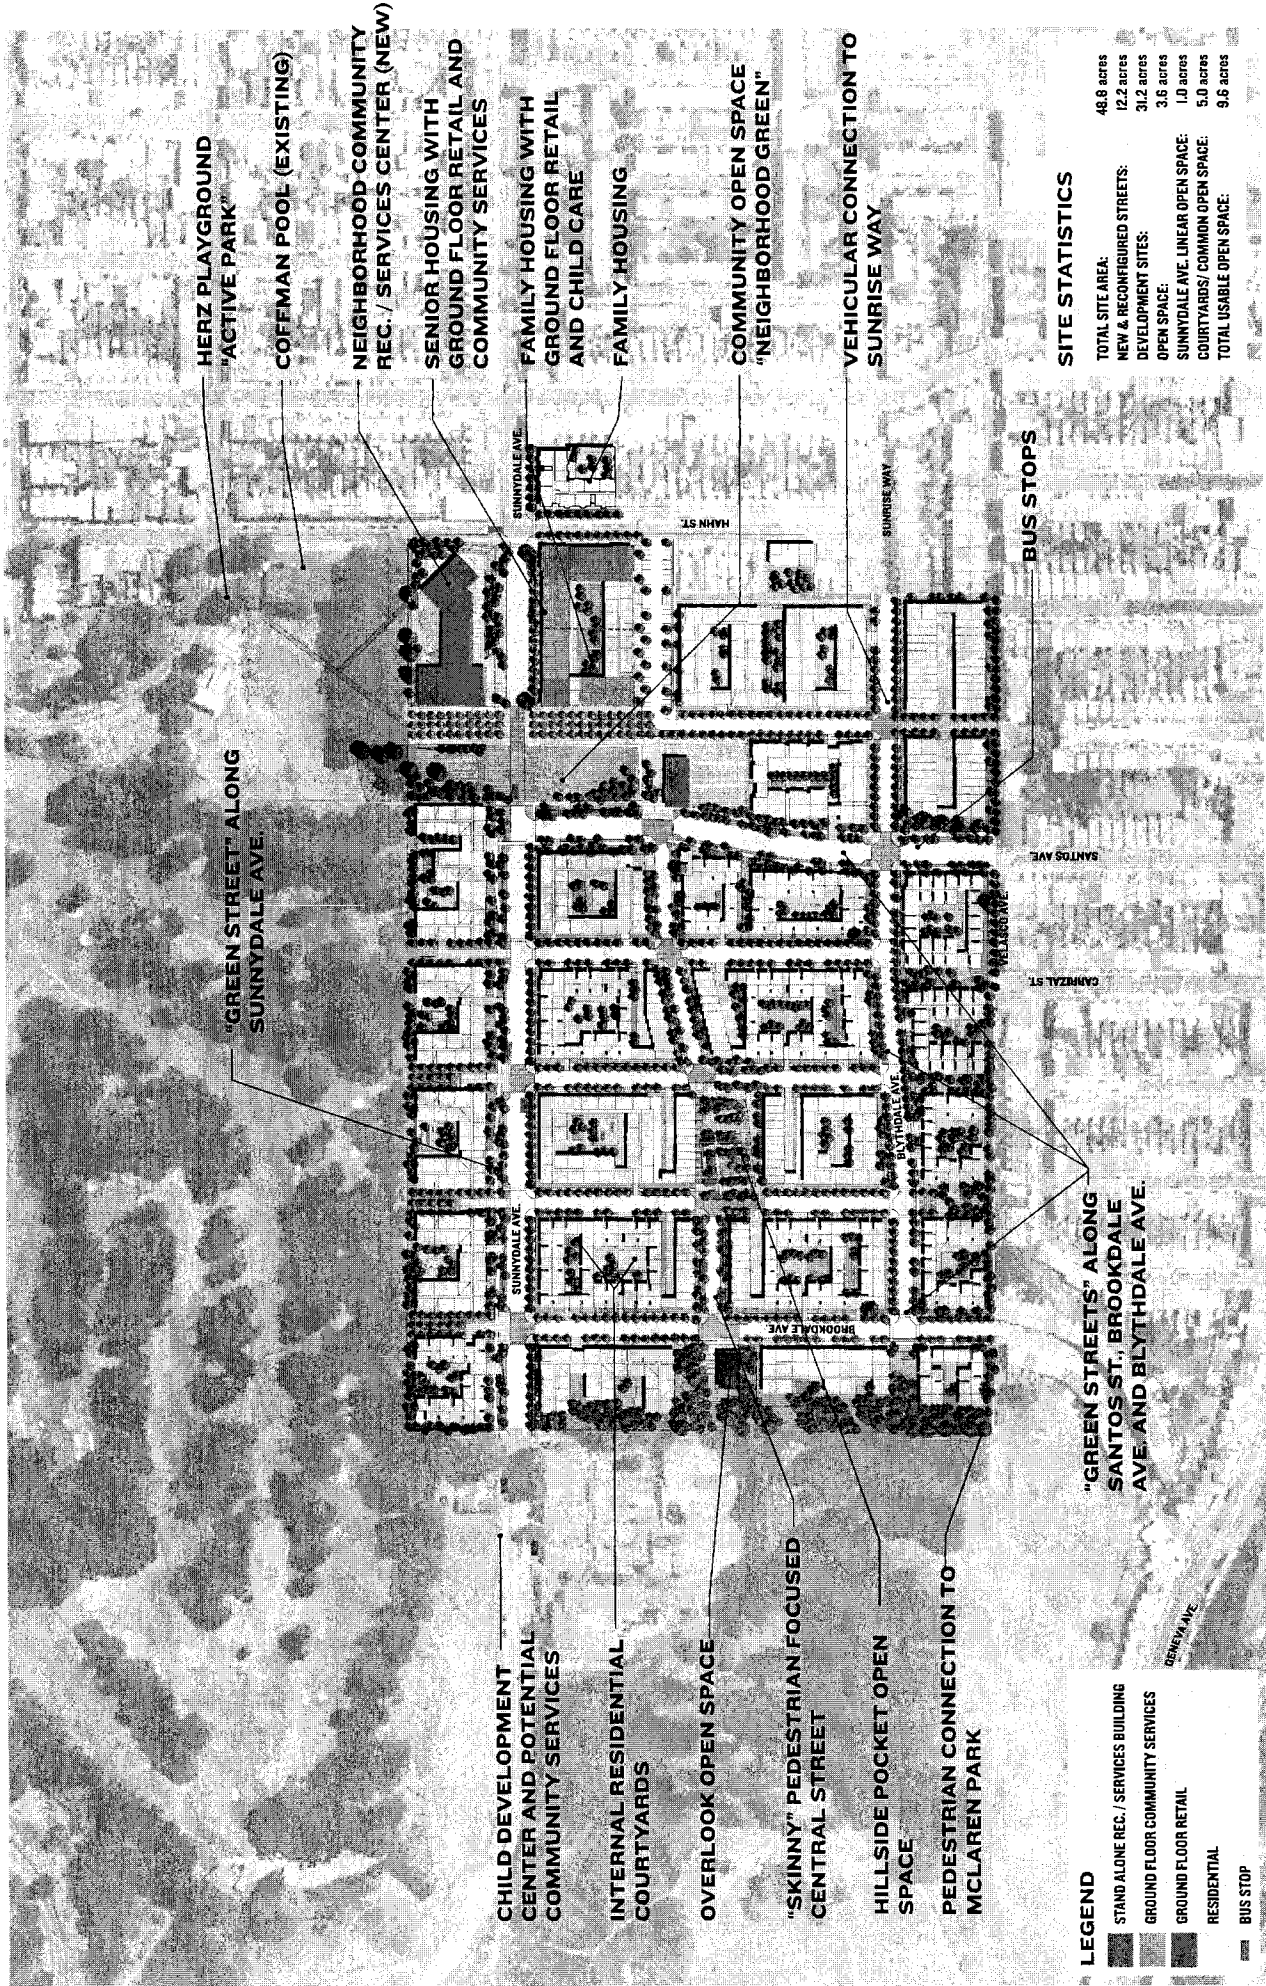 HERZ PLAYGROUND
"ACTIVE PARK"
COFFMAN POOL (EXISTING)
NEIGHBORHOOD COMMUNITY
REC. / SERVICES CENTER (NEW)
SENIOR HOUSING WITH
GROUND FLOOR RETAIL AND
COMMUNITY SERVICES
FAMILY HOUSING WITH
GROUND FLOOR RETAIL
AND CHILD CARE
FAMILY HOUSING
COMMUNITY OPEN SPACE
"NEIGHBORHOOD GREEN"
VEHICULAR CONNECTION TO
SUNRISE WAY
SITE STATISTICS
TOTAL SITE AREA: 48.8 acres
NEW & RECONFIGURED STREETS: 12.2 acres
DEVELOPMENT SITES: 31.2 acres
OPEN SPACE: 3.6 acres
SUNNYDALE AVE. LINEAR OPEN SPACE: 1.0 acres
COURTYARDS/ COMMON OPEN SPACE: 5.0 acres
TOTAL USABLE OPEN SPACE: 9.6 acres
"GREEN STREET" ALONG
SUNNYDALE AVE.
SUNNYDALE AVE.
HAHN ST.
SUNRISE WAY
BUS STOPS
SANTOS AVE.
VELASCO AVE.
CARRIZAL ST.
BLYTHDALE AVE
SUNNYDALE AVE.
BROOKDALE AVE
"GREEN STREETS" ALONG
SANTOS ST., BROOKDALE
AVE. AND BLYTHDALE AVE.
CHILD DEVELOPMENT
CENTER AND POTENTIAL
COMMUNITY SERVICES
INTERNAL RESIDENTIAL
COURTYARDS
OVERLOOK OPEN SPACE
"SKINNY" PEDESTRIAN FOCUSED
CENTRAL STREET
HILLSIDE POCKET OPEN
SPACE
PEDESTRIAN CONNECTION TO
MCLAREN PARK
GENEVA AVE.
LEGEND
STAND ALONE REC. / SERVICES BUILDING
GROUND FLOOR COMMUNITY SERVICES
GROUND FLOOR RETAIL
RESIDENTIAL
BUS STOP